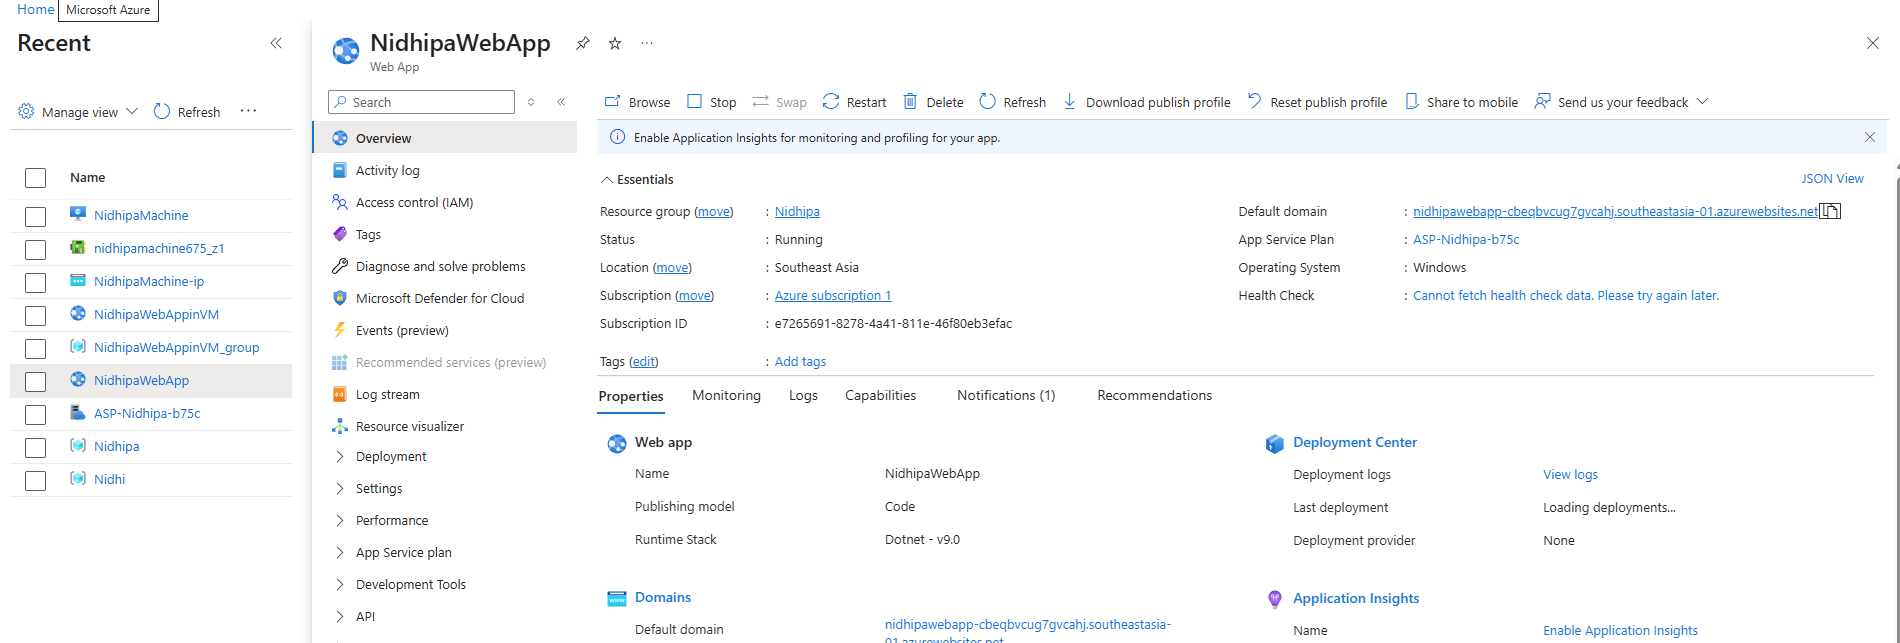 Home
Microsoft Azure
Recent
Manage view
Refresh
Name
NidhipaMachine
nidhipamachine675_z1
NidhipaMachine-ip
NidhipaWebAppinVM
NidhipaWebAppinVM_group
NidhipaWebApp
ASP-Nidhipa-b75c
Nidhipa
Nidhi
NidhipaWebApp
Web App
Search
Overview
Activity log
Access control (IAM)
Tags
Diagnose and solve problems
Microsoft Defender for Cloud
Events (preview)
Recommended services (preview)
Log stream
Resource visualizer
Deployment
Settings
Performance
App Service plan
Development Tools
API
Browse Stop Swap Restart Delete Refresh Download publish profile Reset publish profile Share to mobile Send us your feedback
Enable Application Insights for monitoring and profiling for your app.
Essentials
JSON View
Resource group (move) : Nidhipa
Status : Running
Location (move) : Southeast Asia
Subscription (move) : Azure subscription 1
Subscription ID : e7265691-8278-4a41-811e-46f80eb3efac
Tags (edit) : Add tags
Default domain : nidhipawebapp-cbeqbvcug7gvcahj.southeastasia-01.azurewebsites.net
App Service Plan : ASP-Nidhipa-b75c
Operating System : Windows
Health Check : Cannot fetch health check data. Please try again later.
Properties Monitoring Logs Capabilities Notifications (1) Recommendations
Web app
Name NidhipaWebApp
Publishing model Code
Runtime Stack Dotnet - v9.0
Domains
Default domain nidhipawebapp-cbeqbvcug7gvcahj.southeastasia-
01.azurewebsites.net
Deployment Center
Deployment logs View logs
Last deployment Loading deployments...
Deployment provider None
Application Insights
Name Enable Application Insights